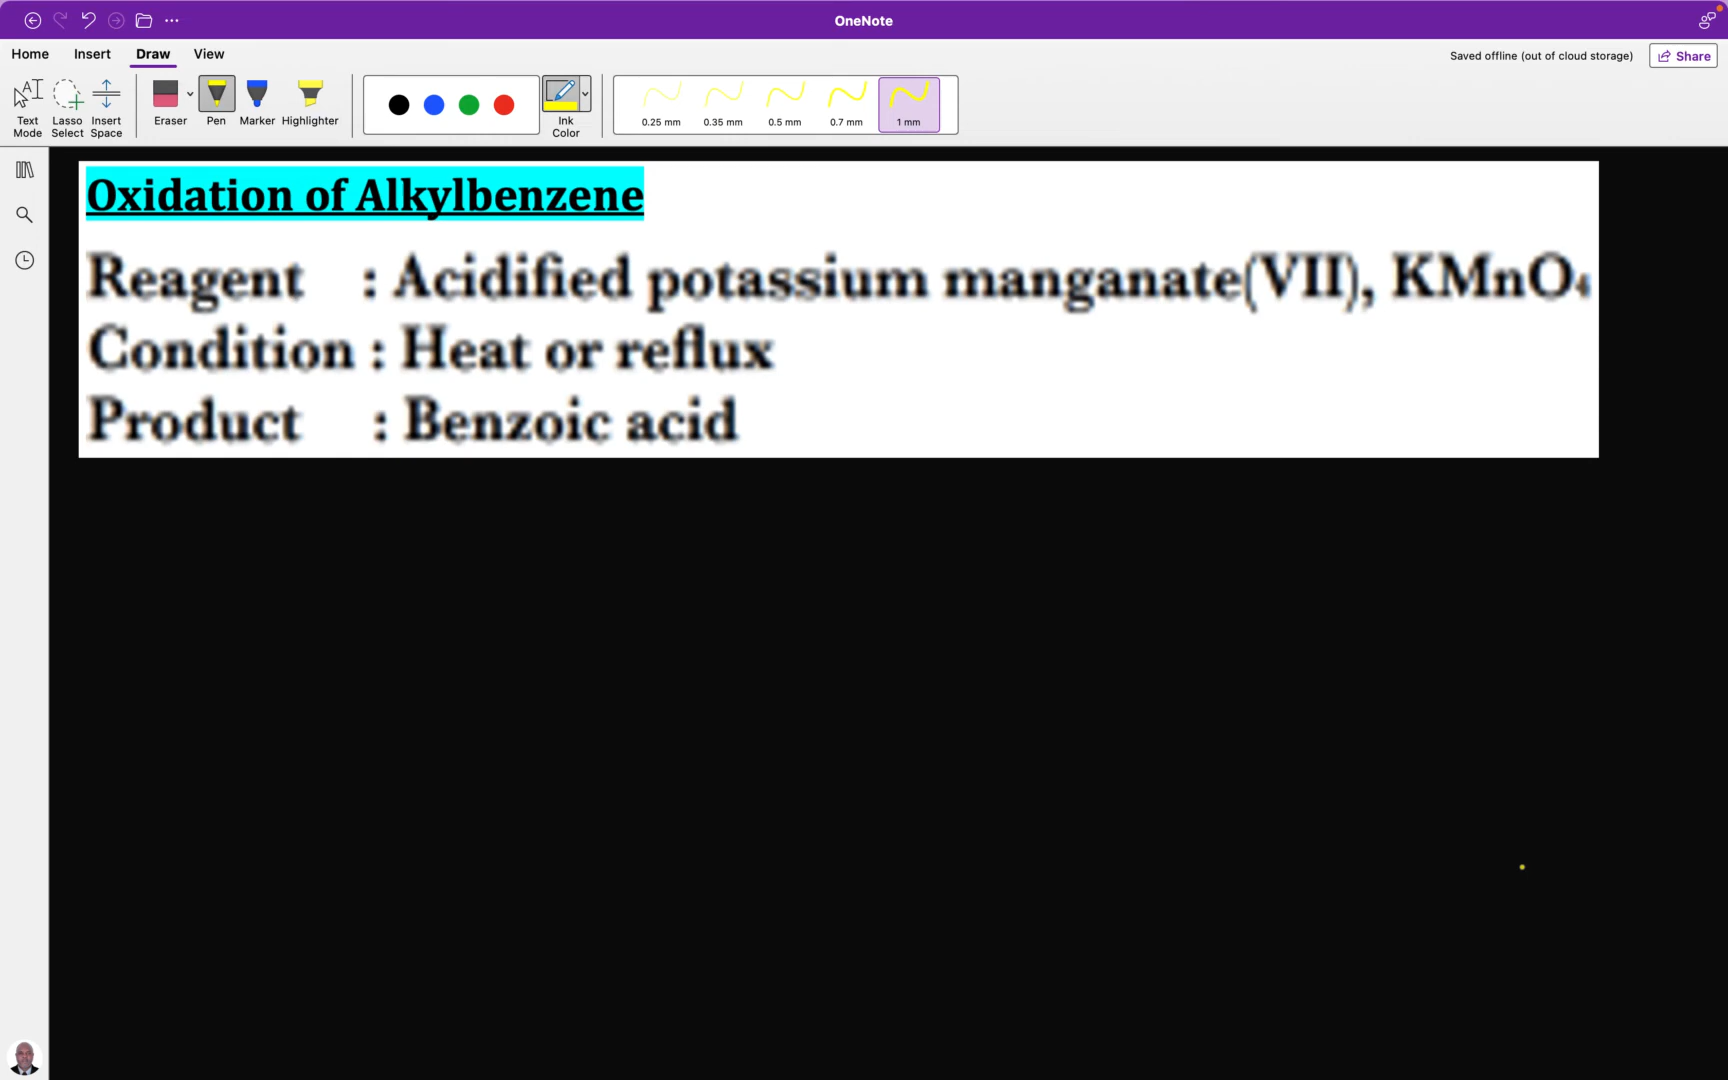 OneNote
Home Insert Draw View
Saved offline (out of cloud storage)
Share
Text Mode
Lasso Select
Insert Space
Eraser
Pen
Marker
Highlighter
Ink Color
0.25 mm
0.35 mm
0.5 mm
0.7 mm
1 mm
Oxidation of Alkylbenzene
Reagent : Acidified potassium manganate(VII), KMnO₄
Condition : Heat or reflux
Product : Benzoic acid